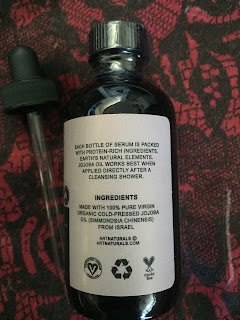 EACH BOTTLE OF SERUM IS PACKED
WITH PROTEIN-RICH INGREDIENTS,
EARTH'S NATURAL ELEMENTS.
JOJOBA OIL WORKS BEST WHEN
APPLIED DIRECTLY AFTER A
CLEANSING SHOWER.
INGREDIENTS
MADE WITH 100% PURE VIRGIN
ORGANIC COLD-PRESSED JOJOBA
OIL (SIMMONDSIA CHINENSIS)
FROM ISRAEL
ARTNATURALS ©
ARTNATURALS.COM